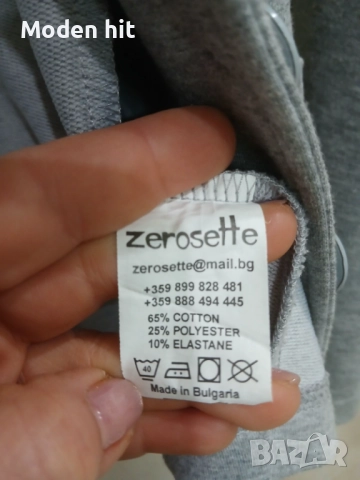 Moden hit
zerosette
zerosette@mail.bg
+359 899 828 481
+359 888 494 445
65% COTTON
25% POLYESTER
10% ELASTANE
40
Made in Bulgaria
BAZAR